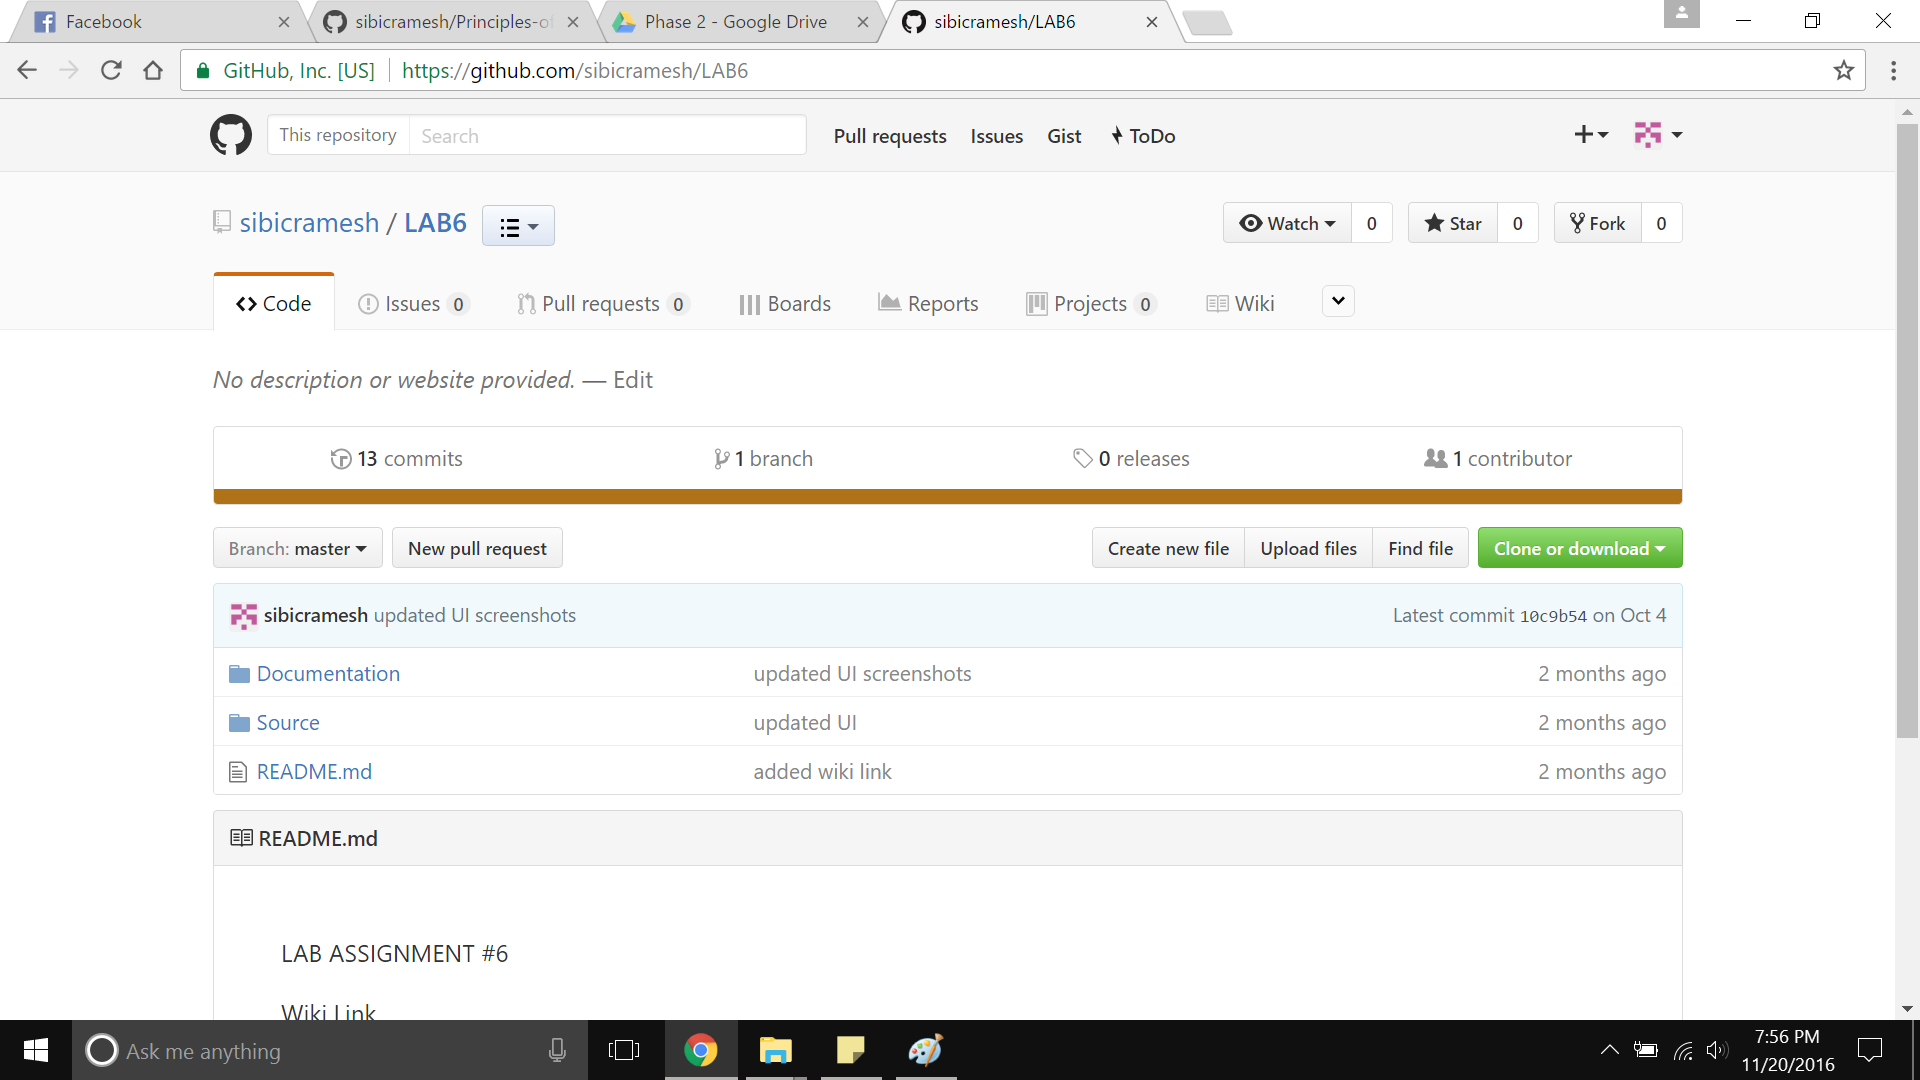 Facebook
sibicramesh/Principles-of
Phase 2 - Google Drive
sibicramesh/LAB6
GitHub, Inc. [US]
https://github.com/sibicramesh/LAB6
This repository
Search
Pull requests
Issues
Gist
ToDo
sibicramesh / LAB6
Watch 0
Star 0
Fork 0
Code
Issues 0
Pull requests 0
Boards
Reports
Projects 0
Wiki
No description or website provided. — Edit
13 commits
1 branch
0 releases
1 contributor
Branch: master
New pull request
Create new file
Upload files
Find file
Clone or download
sibicramesh updated UI screenshots
Latest commit 10c9b54 on Oct 4
Documentation
updated UI screenshots
2 months ago
Source
updated UI
2 months ago
README.md
added wiki link
2 months ago
README.md
LAB ASSIGNMENT #6
Wiki Link
Ask me anything
7:56 PM
11/20/2016